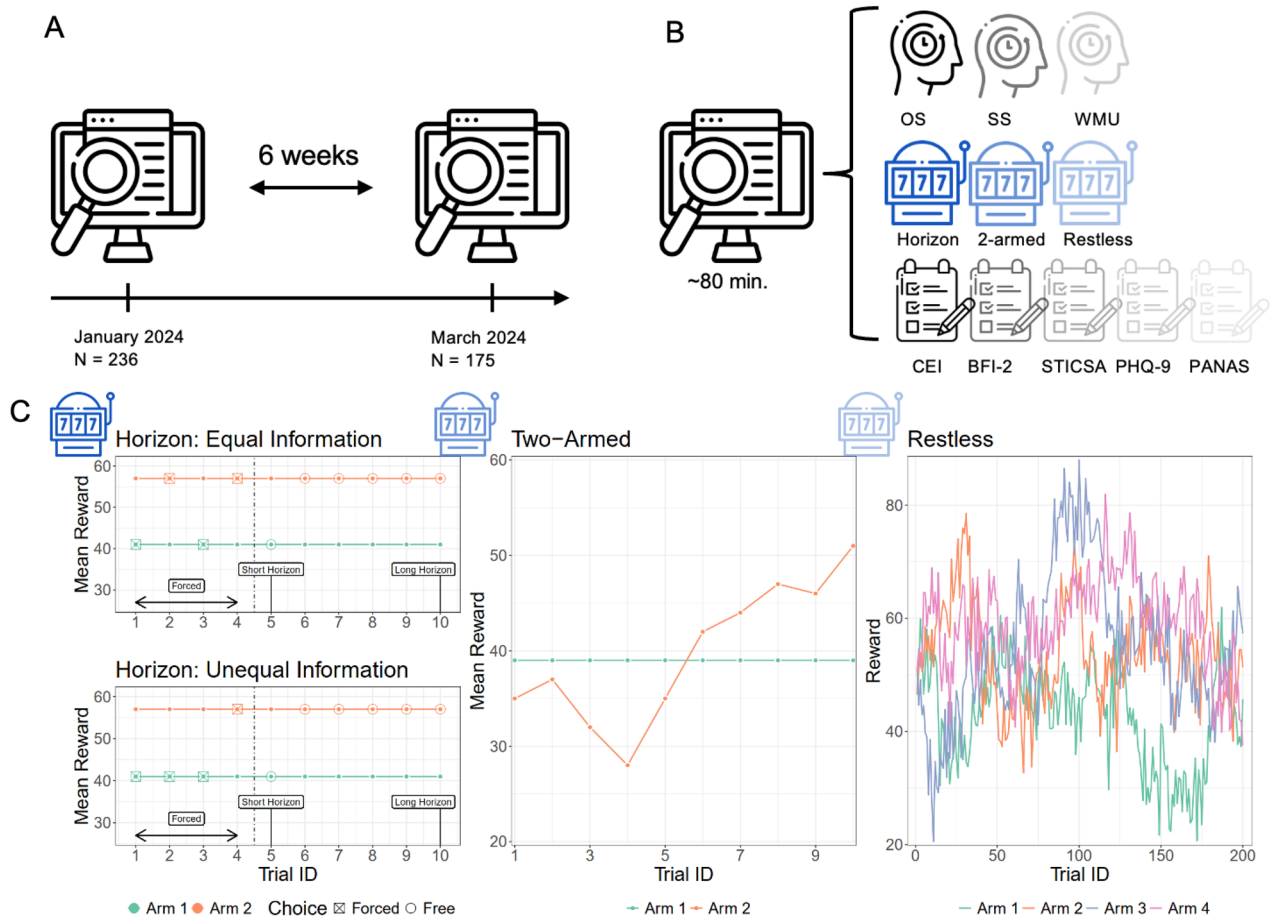 A
6 weeks
January 2024
N = 236
March 2024
N = 175
B
~80 min.
OS SS WMU
777 777 777
Horizon 2-armed Restless
CEI BFI-2 STICSA PHQ-9 PANAS
C
777
Horizon: Equal Information
Mean Reward
60
50
40
30
Forced
Short Horizon
Long Horizon
1 2 3 4 5 6 7 8 9 10
Horizon: Unequal Information
Mean Reward
60
50
40
30
Forced
Short Horizon
Long Horizon
1 2 3 4 5 6 7 8 9 10
Trial ID
Arm 1 Arm 2 Choice Forced Free
777
Two-Armed
Mean Reward
60
50
40
30
20
1 3 5 7 9
Trial ID
Arm 1 Arm 2
777
Restless
Reward
80
60
40
20
0 50 100 150 200
Trial ID
Arm 1 Arm 2 Arm 3 Arm 4